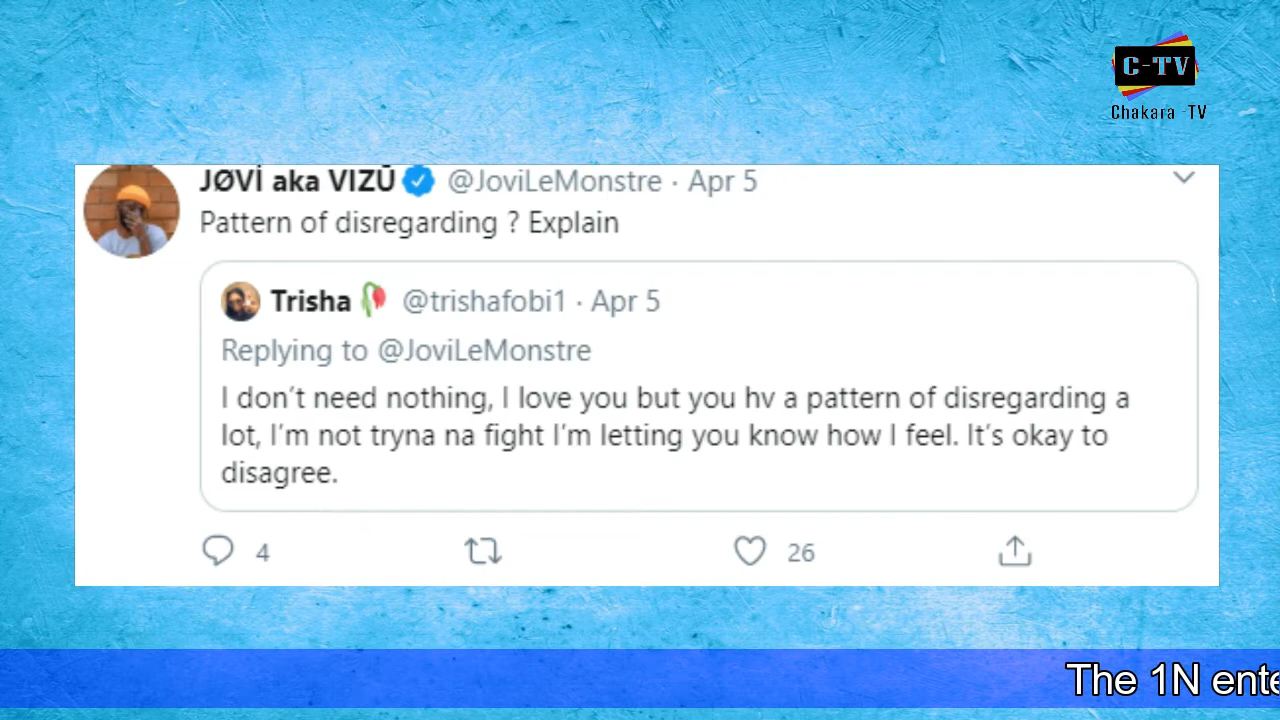 C-TV
Chakara -TV
JØVİ aka VIZŪ @JoviLeMonstre · Apr 5
Pattern of disregarding ? Explain
Trisha @trishafobi1 · Apr 5
Replying to @JoviLeMonstre
I don't need nothing, I love you but you hv a pattern of disregarding a
lot, I'm not tryna na fight I'm letting you know how I feel. It's okay to
disagree.
4 26
The 1N ente